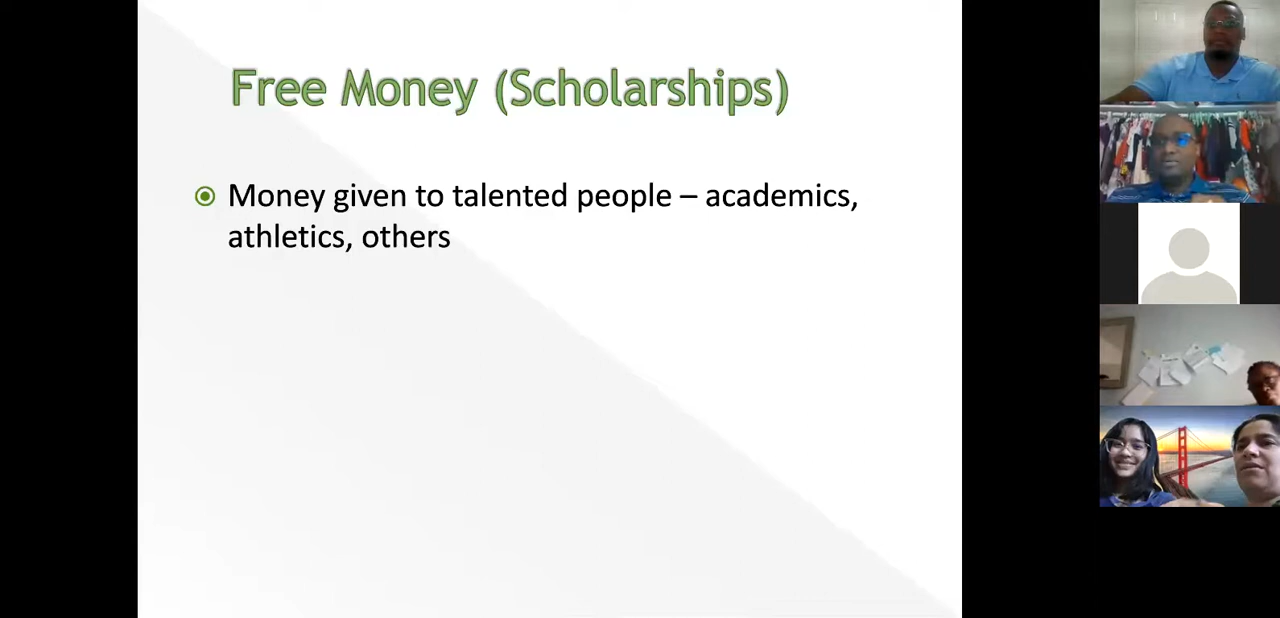 Free Money (Scholarships)
Money given to talented people – academics,
athletics, others